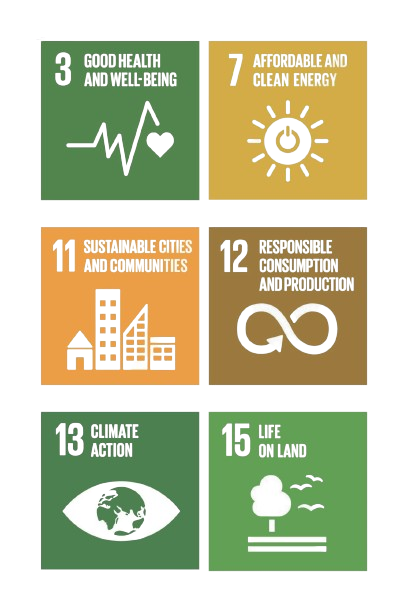 3 GOOD HEALTH
AND WELL-BEING
7 AFFORDABLE AND
CLEAN ENERGY
11 SUSTAINABLE CITIES
AND COMMUNITIES
12 RESPONSIBLE
CONSUMPTION
AND PRODUCTION
13 CLIMATE
ACTION
15 LIFE
ON LAND